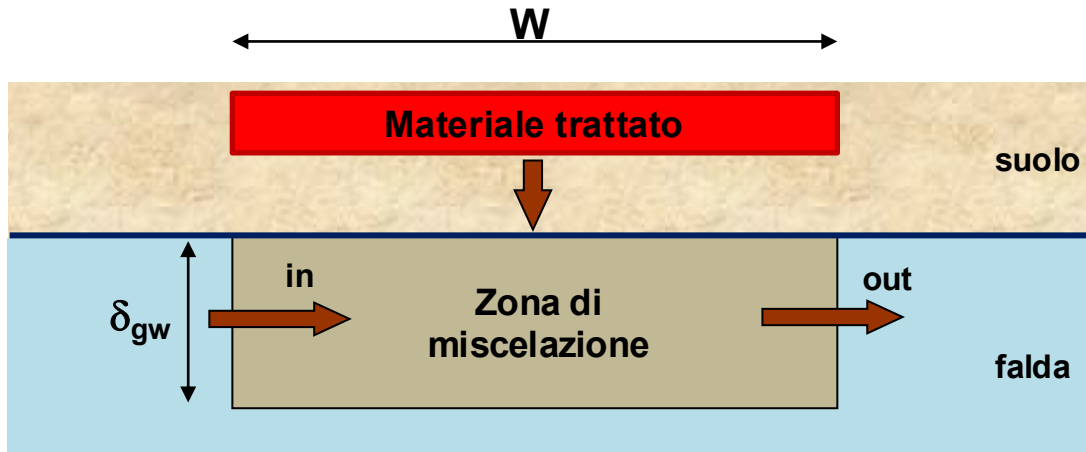 W
Materiale trattato
suolo
in
out
δgw
Zona di
miscelazione
falda